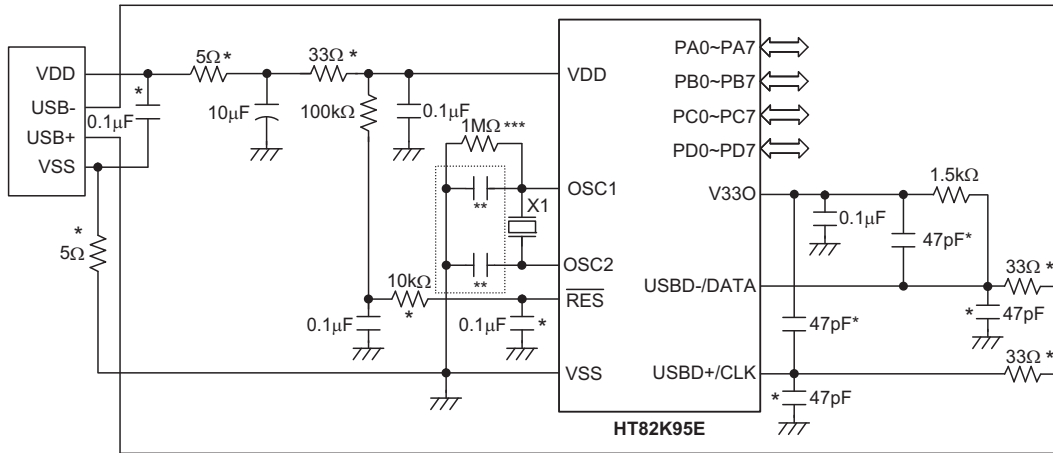 VDD
USB-
USB+
VSS
*
0.1µF
5Ω *
10µF
33Ω *
100kΩ
0.1µF
1MΩ ***
**
X1
**
*
5Ω
10kΩ
*
0.1µF
0.1µF *
VDD
OSC1
OSC2
RES
VSS
PA0~PA7
PB0~PB7
PC0~PC7
PD0~PD7
V33O
USBD-/DATA
USBD+/CLK
HT82K95E
0.1µF
1.5kΩ
47pF*
33Ω *
* 47pF
47pF*
33Ω *
* 47pF